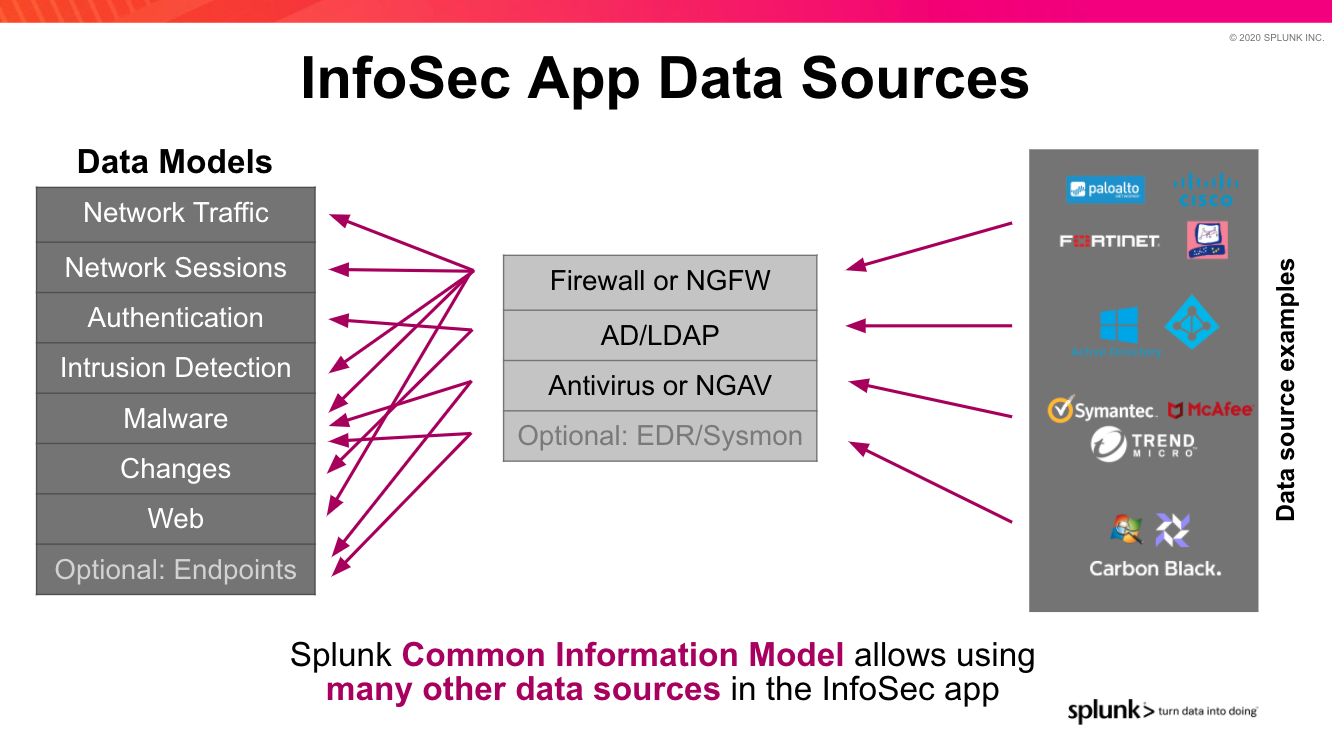 © 2020 SPLUNK INC.
InfoSec App Data Sources
Data Models
Network Traffic
Network Sessions
Authentication
Intrusion Detection
Malware
Changes
Web
Optional: Endpoints
Firewall or NGFW
AD/LDAP
Antivirus or NGAV
Optional: EDR/Sysmon
paloalto
NETWORKS
CISCO
FORTINET
Active Directory
Symantec.
McAfee
TREND
MICRO
Carbon Black.
Data source examples
Splunk Common Information Model allows using
many other data sources in the InfoSec app
splunk> turn data into doing